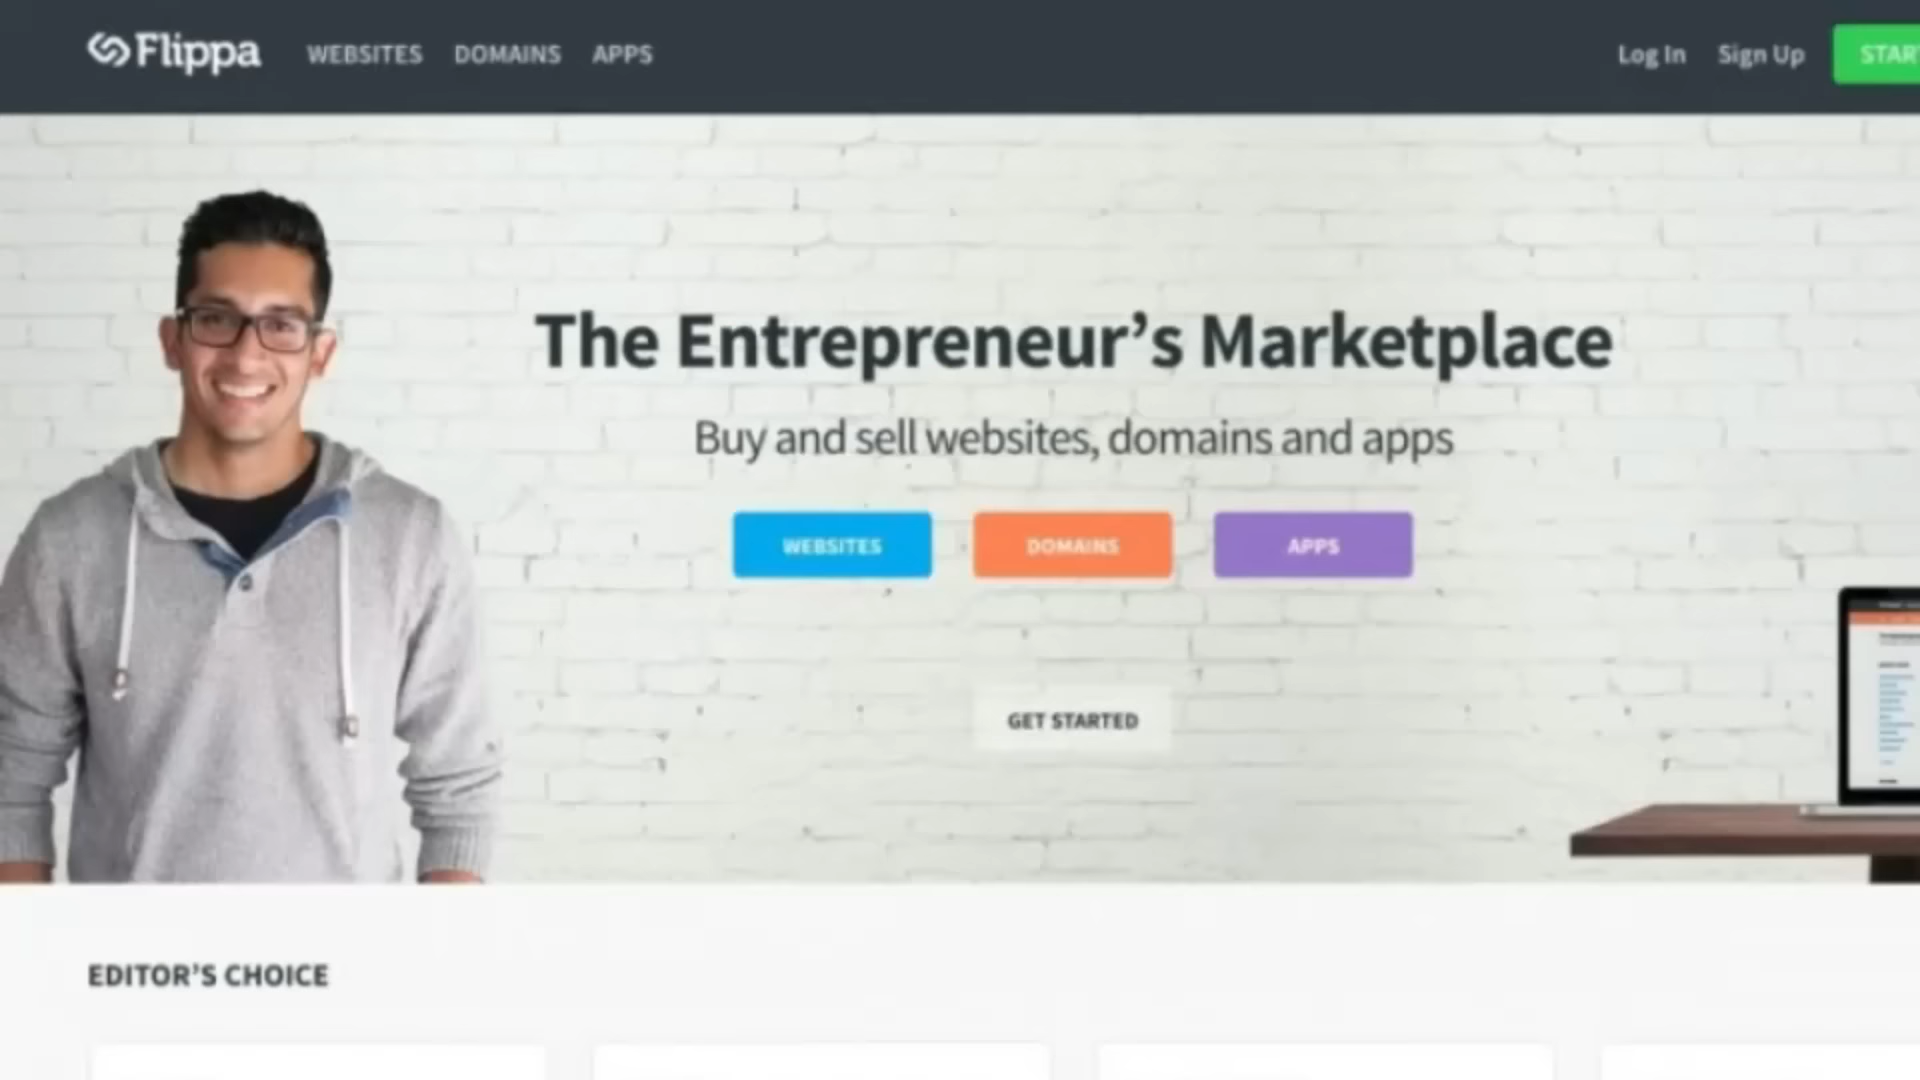 Flippa WEBSITES DOMAINS APPS Log In Sign Up
The Entrepreneur’s Marketplace
Buy and sell websites, domains and apps
WEBSITES DOMAINS APPS
GET STARTED
EDITOR’S CHOICE